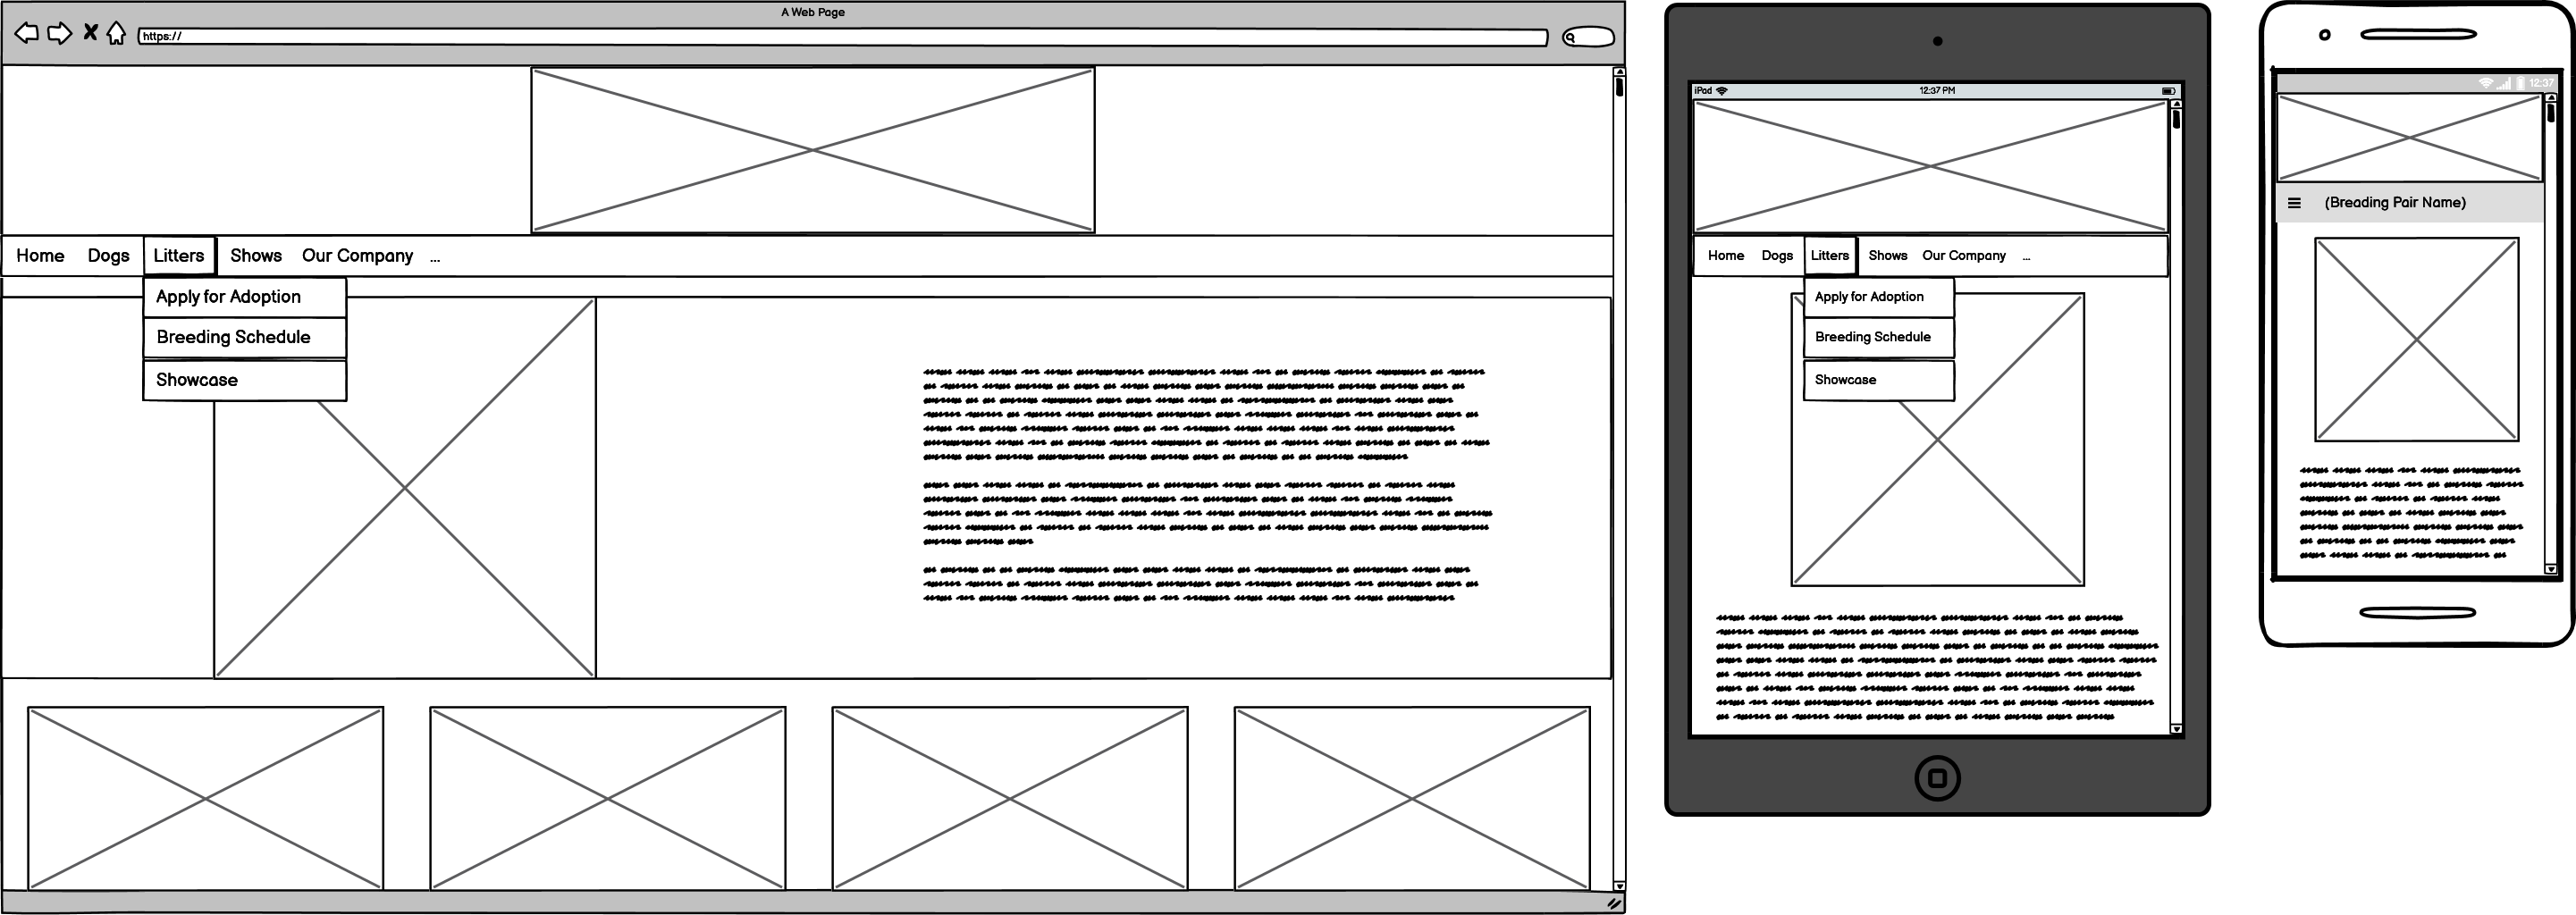 A Web Page
https://
Home Dogs Litters Shows Our Company ...
Apply for Adoption
Breeding Schedule
Showcase
iPad 12:37 PM
Home Dogs Litters Shows Our Company ...
Apply for Adoption
Breeding Schedule
Showcase
12:37
(Breading Pair Name)